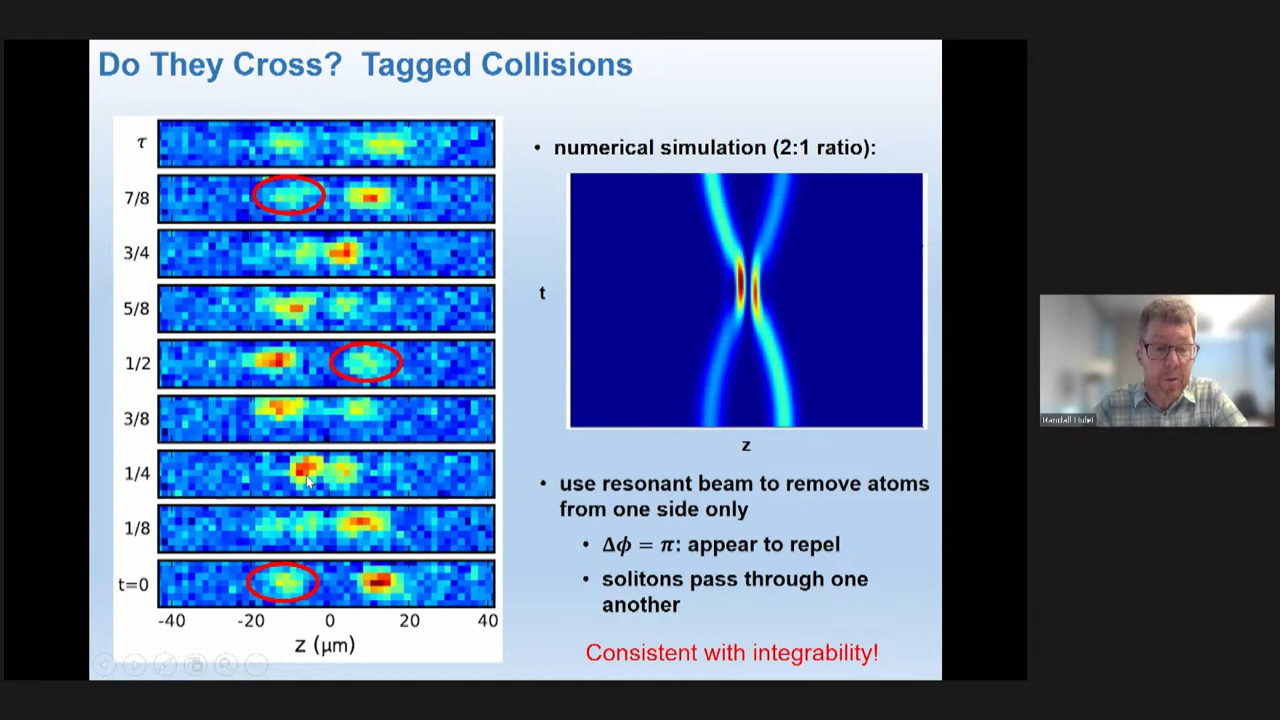 Do They Cross?  Tagged Collisions
τ
7/8
3/4
5/8
1/2
3/8
1/4
1/8
t=0
-40 -20 0 20 40
z (μm)
• numerical simulation (2:1 ratio):
t
z
• use resonant beam to remove atoms
from one side only
• Δϕ = π: appear to repel
• solitons pass through one
another
Consistent with integrability!
Randall Hulet